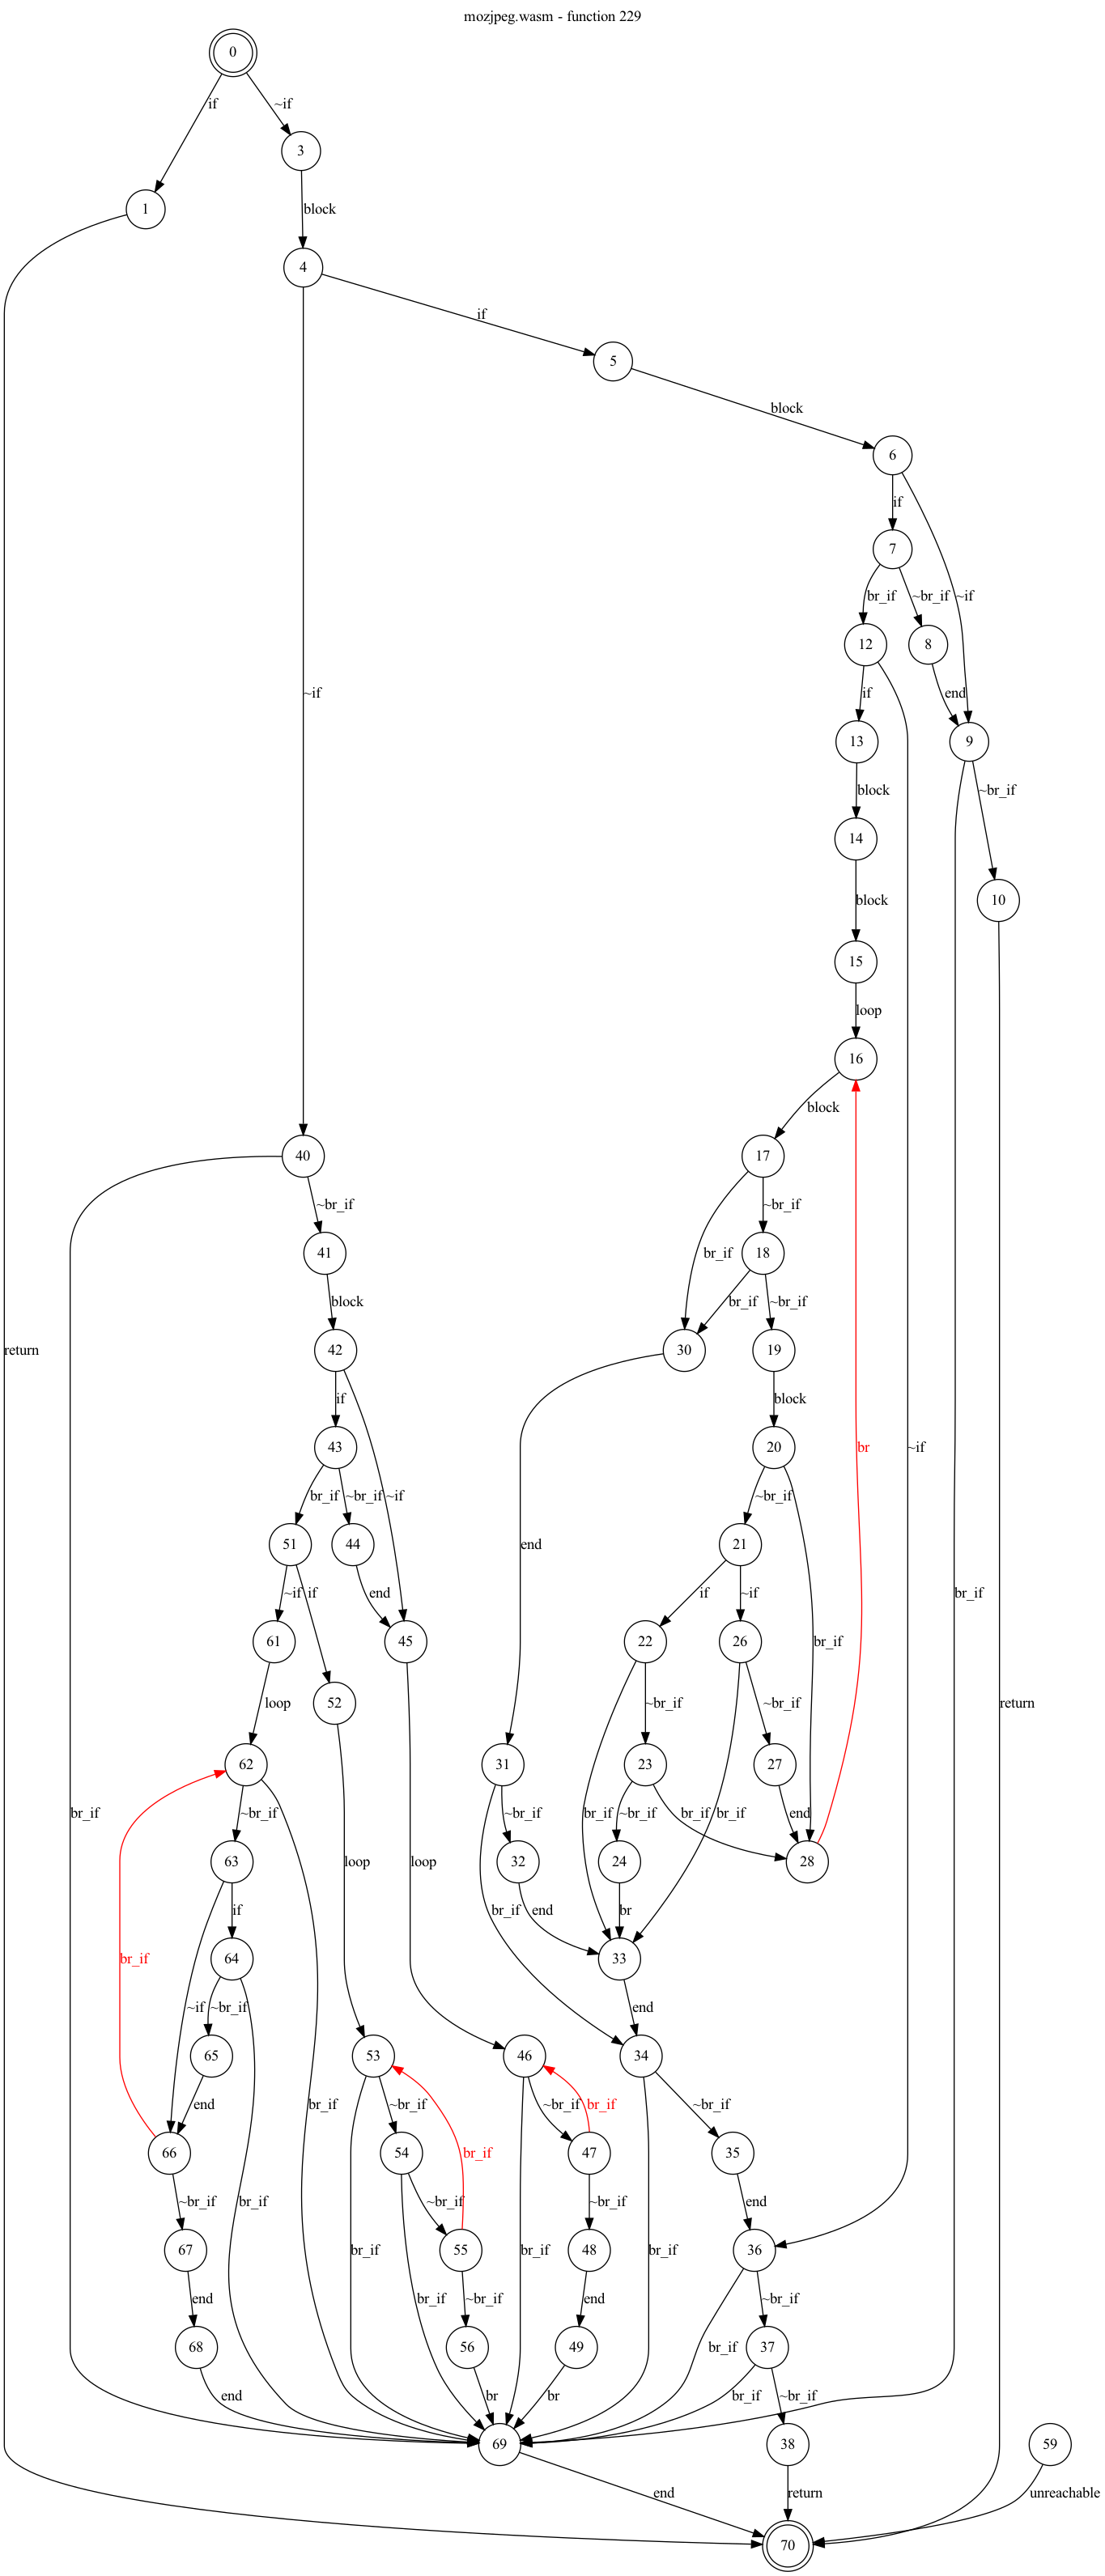 mozjpeg.wasm - function 229
0
if
~if
3
1
block
4
if
5
block
6
if
7
br_if
~br_if
~if
12
8
if
end
~if
13
9
block
~br_if
14
10
block
15
loop
16
block
40
17
~br_if
br_if
~br_if
41
18
block
br_if
~br_if
42
return
30
19
if
block
43
20
br
~if
br_if
~br_if
~if
~br_if
51
44
21
~if
if
end
end
if
~if
br_if
br_if
61
45
22
26
br_if
loop
52
~br_if
~br_if
return
62
31
23
27
br_if
~br_if
~br_if
br_if
~br_if
br_if
br_if
end
63
loop
loop
32
24
28
if
br_if
end
br
br_if
64
33
~if
~br_if
end
65
53
46
34
end
br_if
~br_if
~br_if
br_if
~br_if
66
54
br_if
47
35
~br_if
br_if
~br_if
~br_if
end
67
br_if
55
br_if
48
br_if
36
end
br_if
~br_if
end
br_if
~br_if
68
56
49
37
end
br
br
br_if
~br_if
69
38
59
end
return
unreachable
70